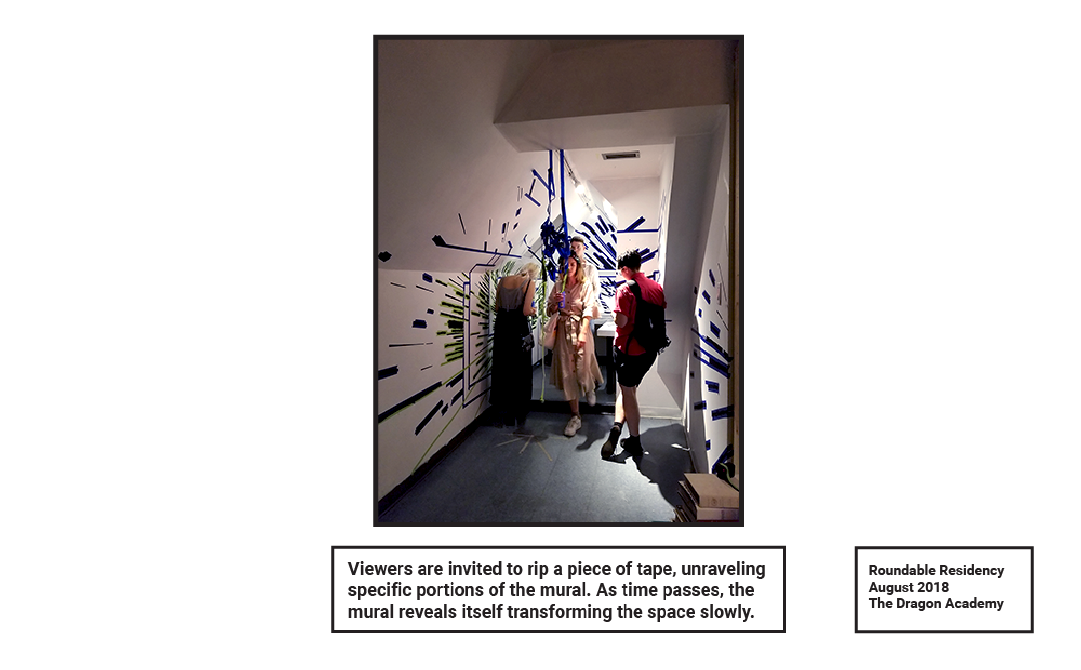 Viewers are invited to rip a piece of tape, unraveling
specific portions of the mural. As time passes, the
mural reveals itself transforming the space slowly.
Roundable Residency
August 2018
The Dragon Academy